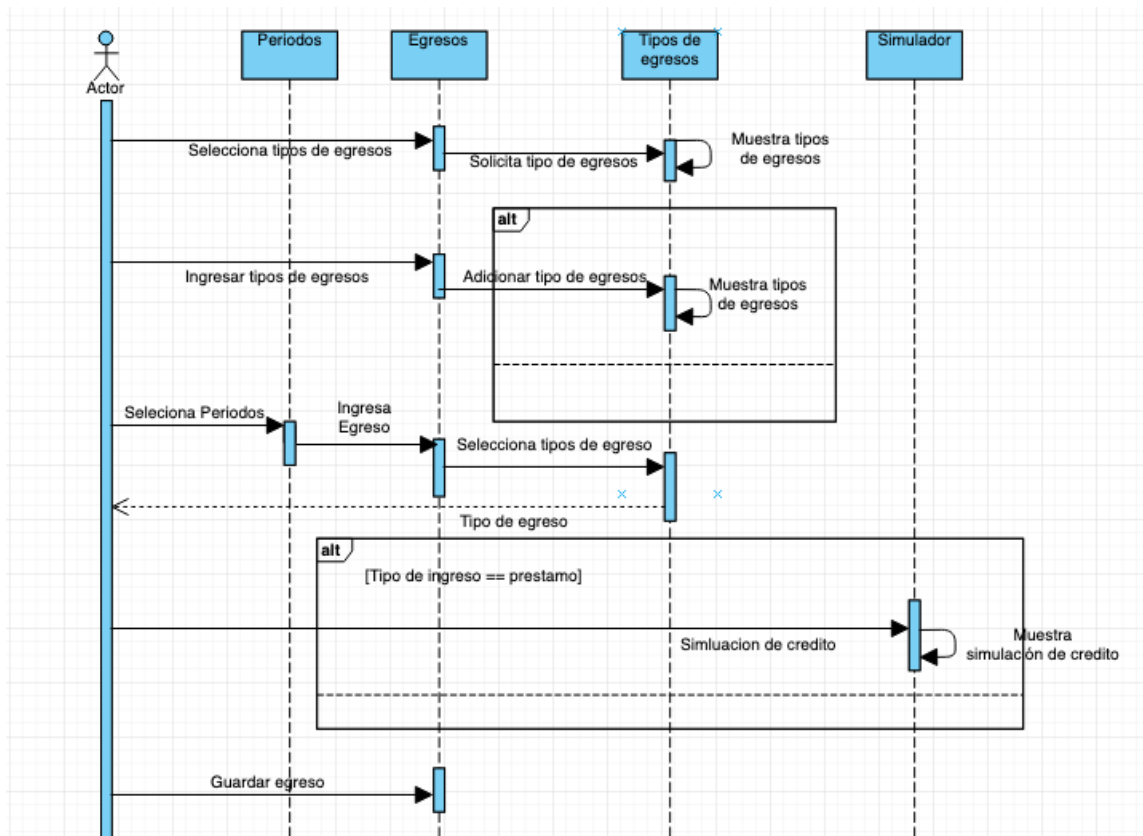 Periodos
Egresos
Tipos de
egresos
Simulador
Actor
Selecciona tipos de egresos
Solicita tipo de egresos
Muestra tipos
de egresos
alt
Ingresar tipos de egresos
Adicionar tipo de egresos
Muestra tipos
de egresos
Seleciona Periodos
Ingresa
Egreso
Selecciona tipos de egreso
Tipo de egreso
alt
[Tipo de ingreso == prestamo]
Simluacion de credito
Muestra
simulación de credito
Guardar egreso